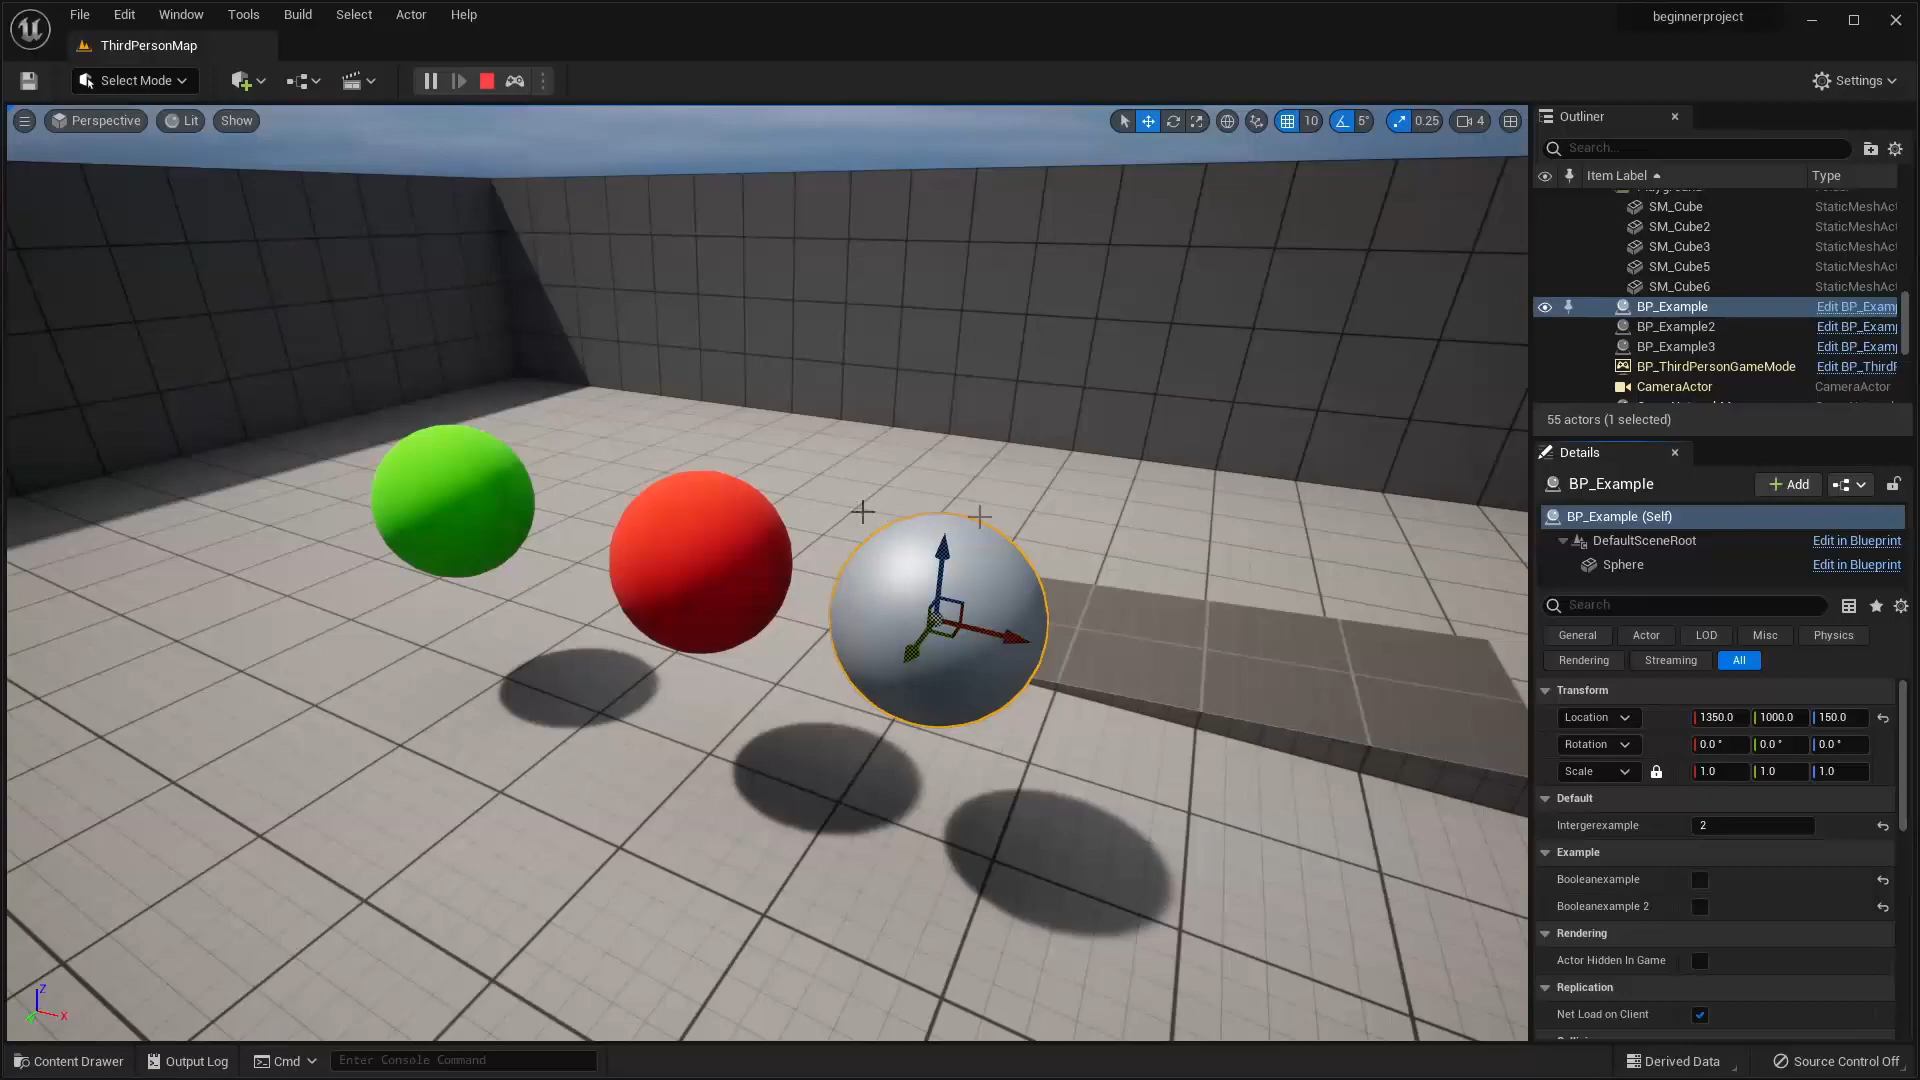 File Edit Window Tools Build Select Actor Help
beginnerproject
ThirdPersonMap
Select Mode
Settings
Perspective Lit Show
10 5° 0.25 4
Outliner
Search...
Item Label Type
SM_Cube StaticMeshAct
SM_Cube2 StaticMeshAct
SM_Cube3 StaticMeshAct
SM_Cube5 StaticMeshAct
SM_Cube6 StaticMeshAct
BP_Example Edit BP_Exam
BP_Example2 Edit BP_Exam
BP_Example3 Edit BP_Exam
BP_ThirdPersonGameMode Edit BP_ThirdF
CameraActor CameraActor
55 actors (1 selected)
Details
BP_Example
Add
BP_Example (Self)
DefaultSceneRoot Edit in Blueprint
Sphere Edit in Blueprint
Search
General Actor LOD Misc Physics
Rendering Streaming All
Transform
Location 1350.0 1000.0 150.0
Rotation 0.0 ° 0.0 ° 0.0 °
Scale 1.0 1.0 1.0
Default
Intergerexample 2
Example
Booleanexample
Booleanexample 2
Rendering
Actor Hidden In Game
Replication
Net Load on Client
Z
X
Content Drawer Output Log Cmd Enter Console Command
Derived Data Source Control Off